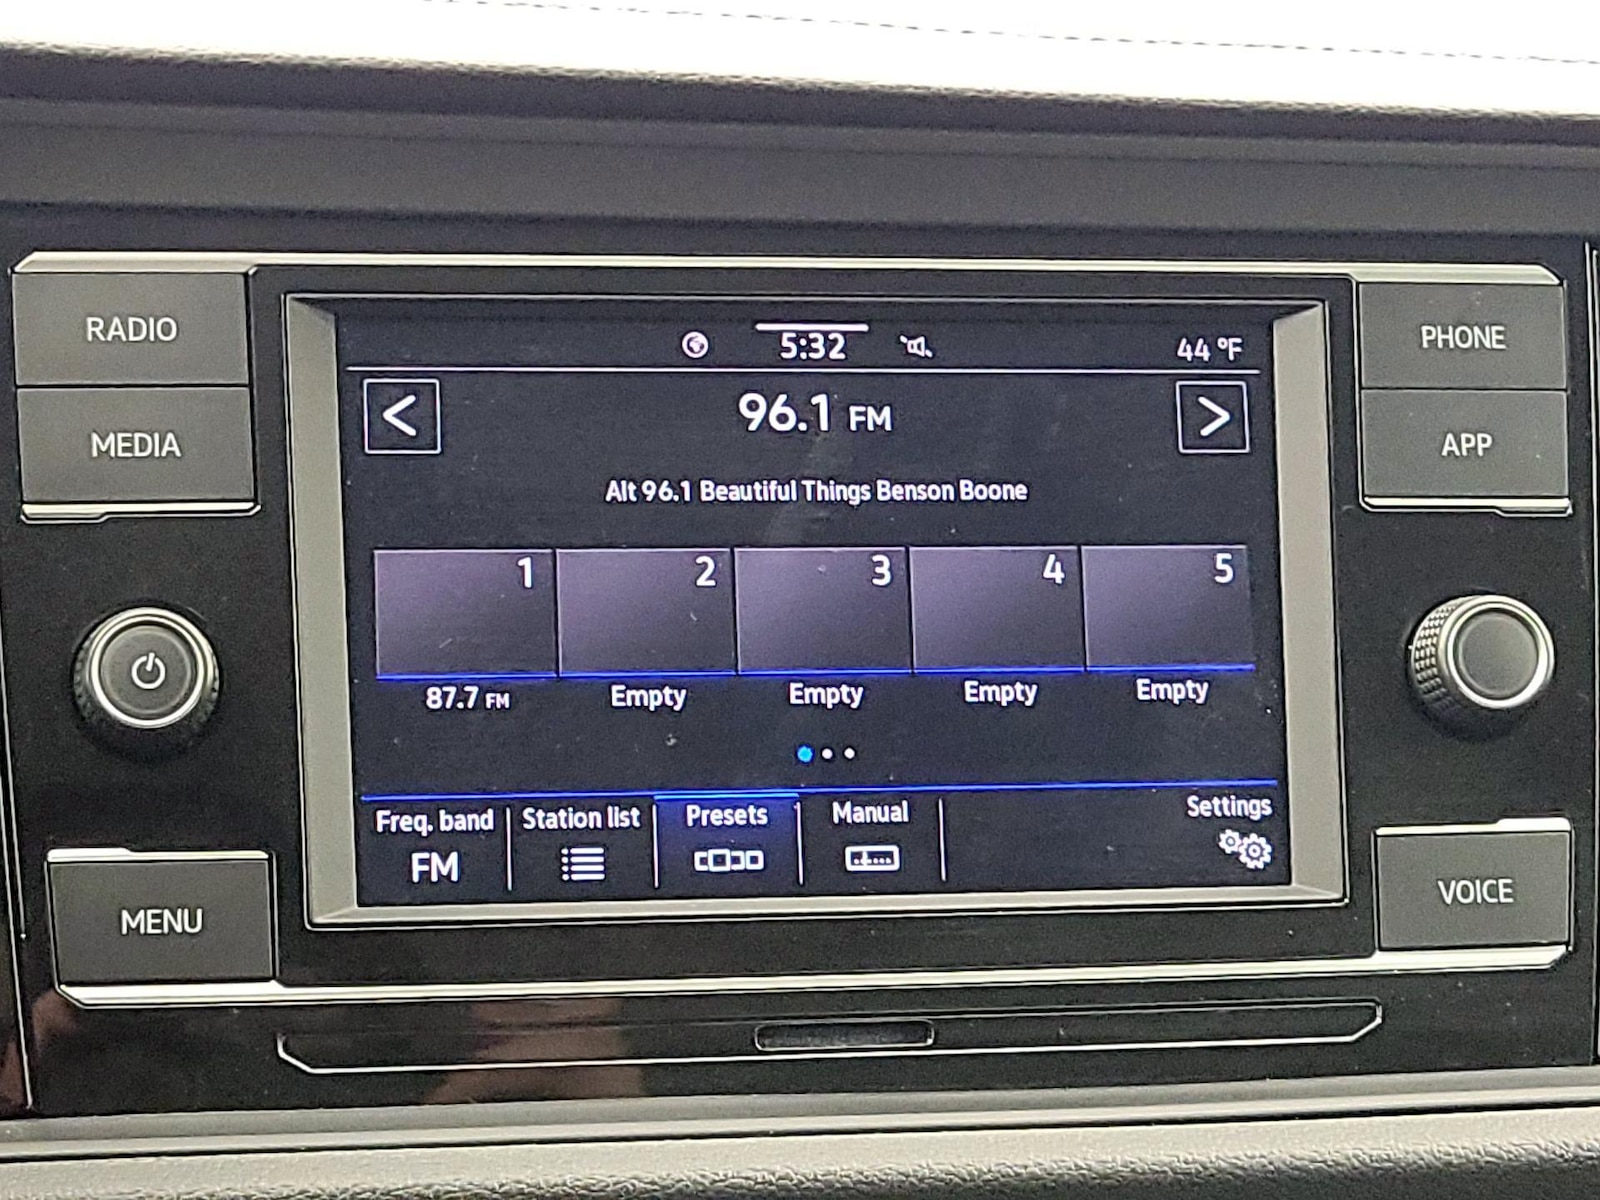 RADIO
MEDIA
MENU
5:32
44 °F
<
96.1 FM
>
Alt 96.1 Beautiful Things Benson Boone
1
2
3
4
5
87.7 FM
Empty
Empty
Empty
Empty
Freq. band
FM
Station list
Presets
Manual
Settings
PHONE
APP
VOICE